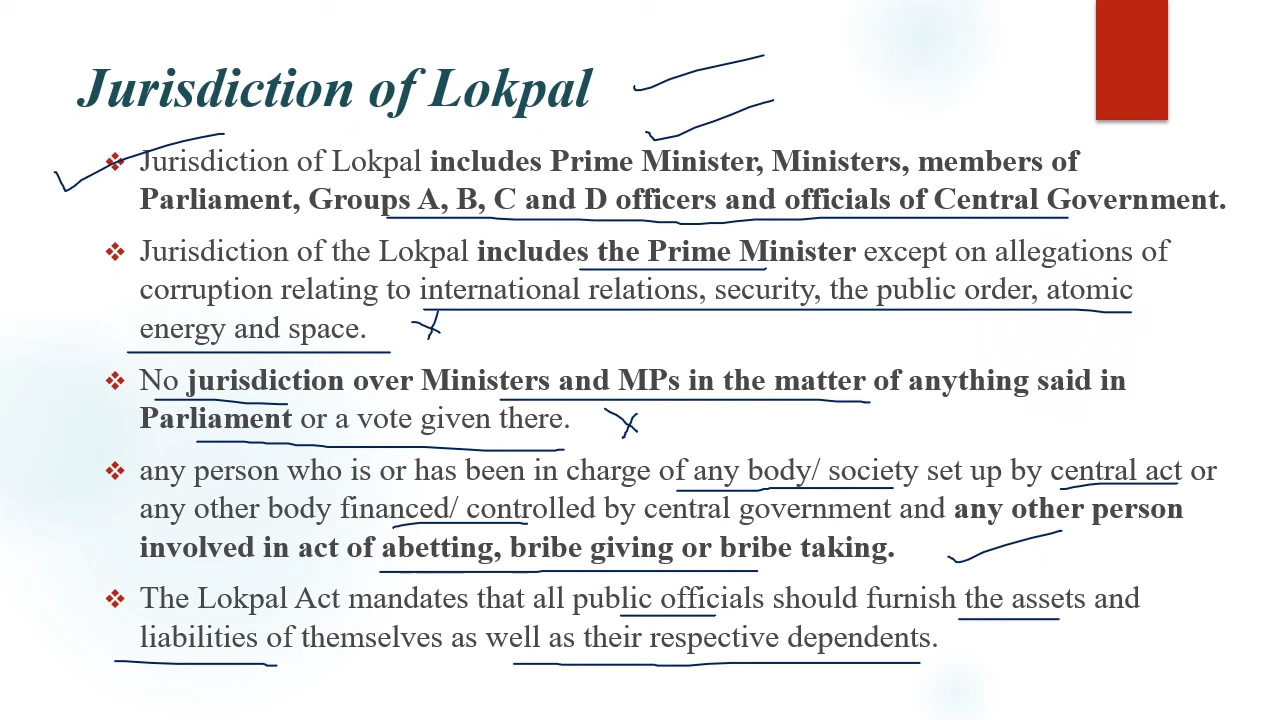 Jurisdiction of Lokpal
Jurisdiction of Lokpal includes Prime Minister, Ministers, members of
Parliament, Groups A, B, C and D officers and officials of Central Government.
Jurisdiction of the Lokpal includes the Prime Minister except on allegations of
corruption relating to international relations, security, the public order, atomic
energy and space.
No jurisdiction over Ministers and MPs in the matter of anything said in
Parliament or a vote given there.
any person who is or has been in charge of any body/ society set up by central act or
any other body financed/ controlled by central government and any other person
involved in act of abetting, bribe giving or bribe taking.
The Lokpal Act mandates that all public officials should furnish the assets and
liabilities of themselves as well as their respective dependents.